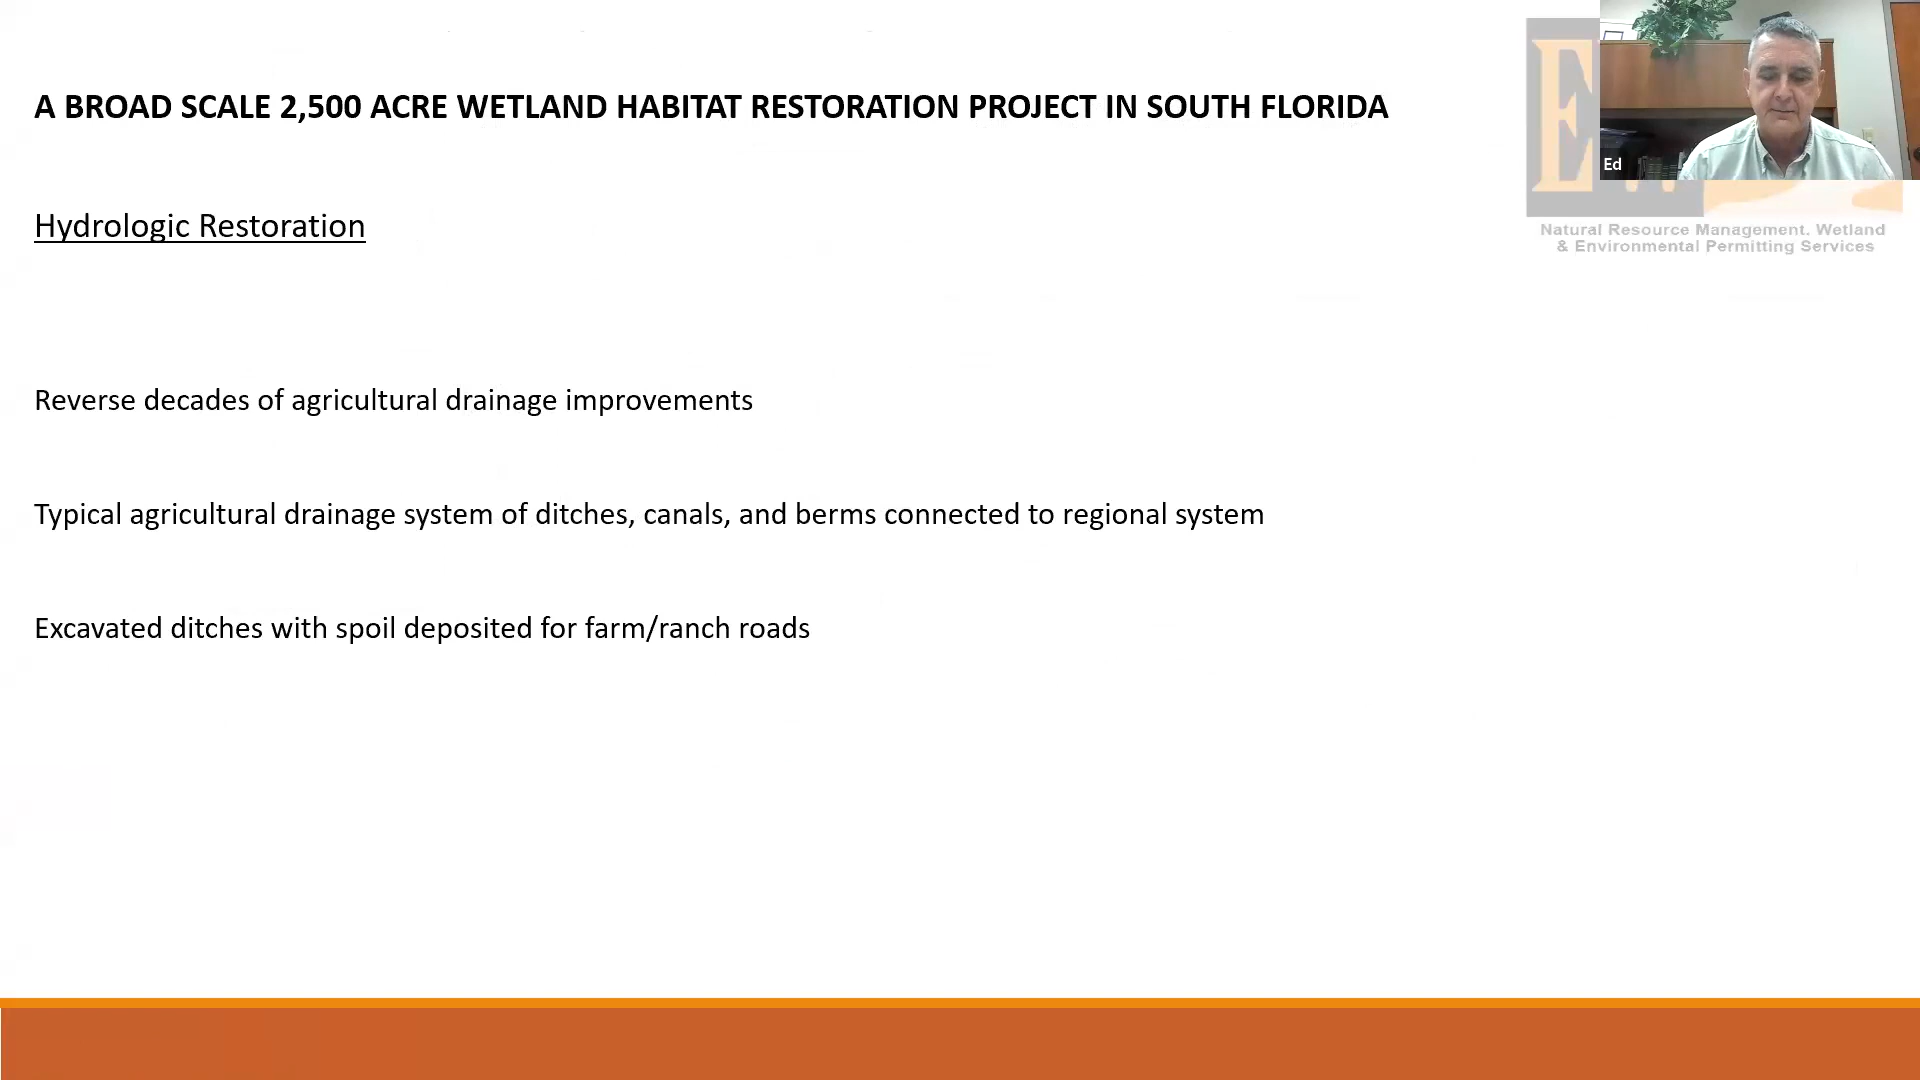 A BROAD SCALE 2,500 ACRE WETLAND HABITAT RESTORATION PROJECT IN SOUTH FLORIDA
Ed
Natural Resource Management. Wetland
& Environmental Permitting Services
Hydrologic Restoration
Reverse decades of agricultural drainage improvements
Typical agricultural drainage system of ditches, canals, and berms connected to regional system
Excavated ditches with spoil deposited for farm/ranch roads